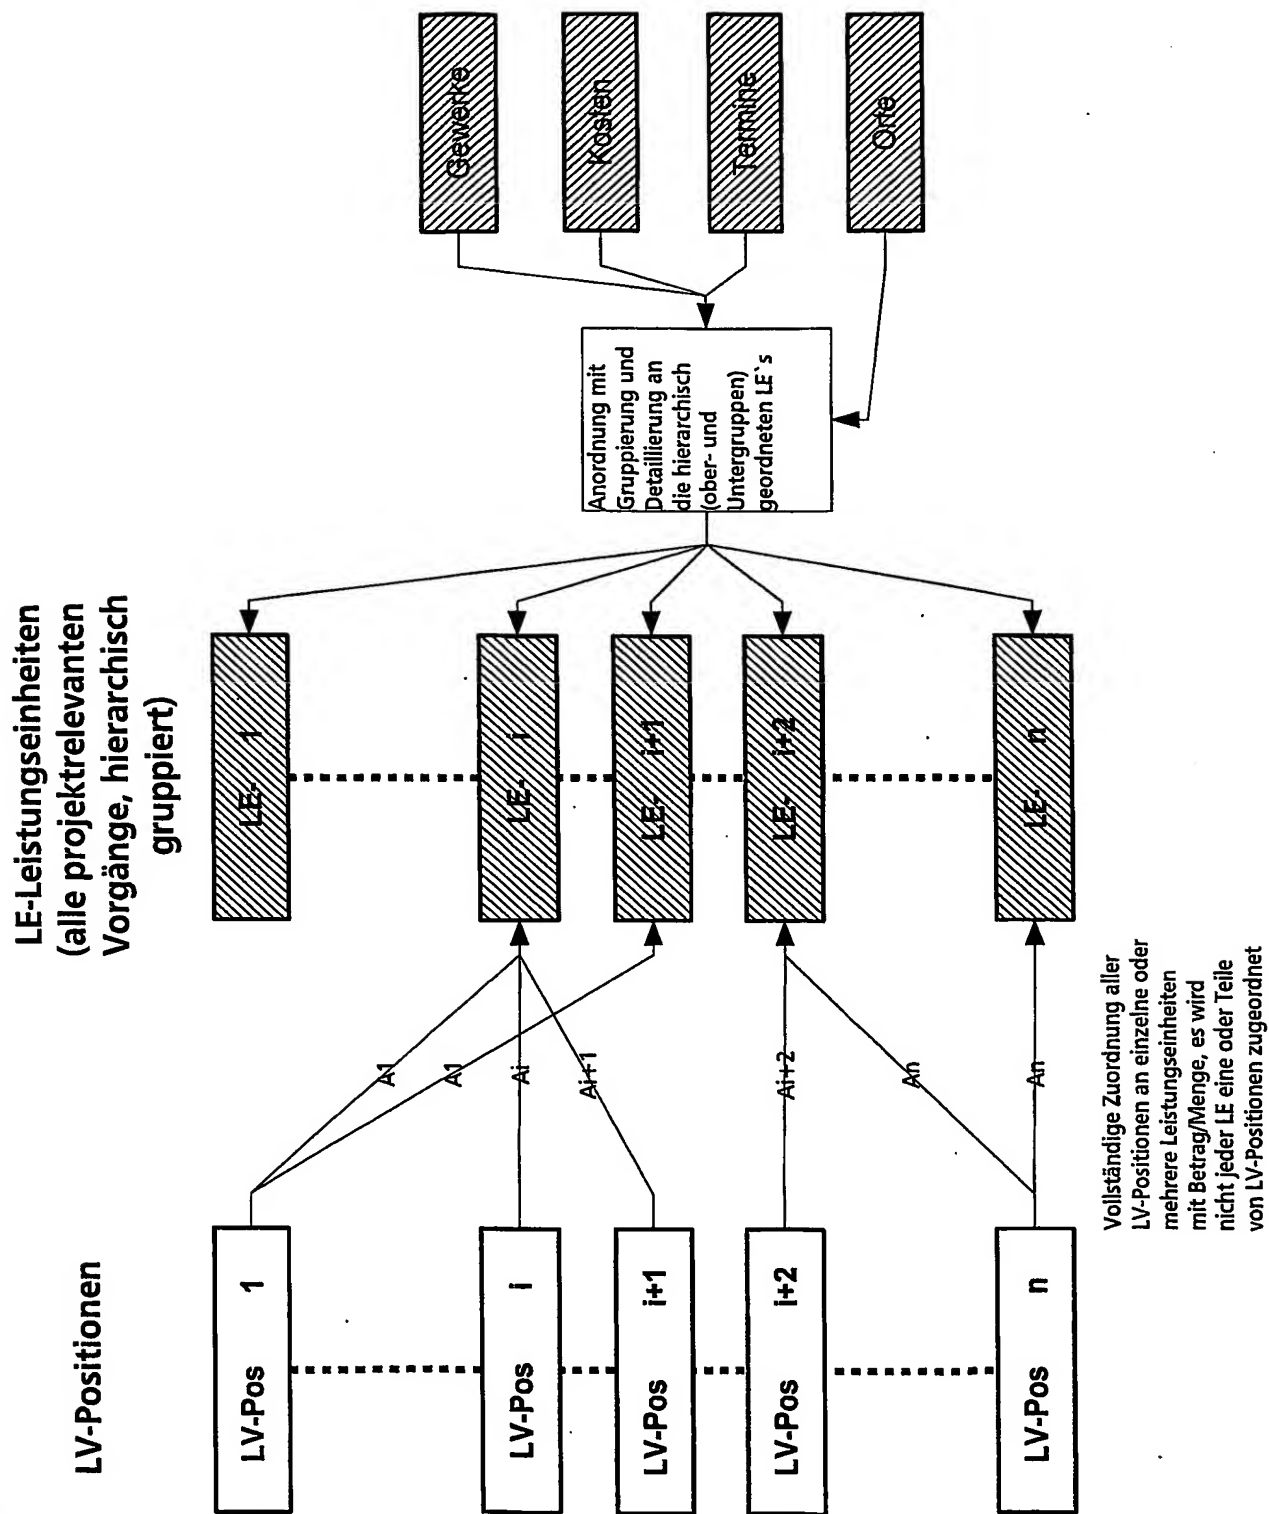 LV-Positionen
LE-Leistungseinheiten
(alle projektrelevanten
Vorgänge, hierarchisch
gruppiert)
LV-Pos 1
LV-Pos i
LV-Pos i+1
LV-Pos i+2
LV-Pos n
A1
A1
Ai
Ai+1
Ai+2
An
An
LE- 1
LE- i
LE- i+1
LE- i+2
LE- n
Anordnung mit
Gruppierung und
Detaillierung an
die hierarchisch
(ober- und
Untergruppen)
geordneten LE`s
Gewerke
Kosten
Termine
Orte
Vollständige Zuordnung aller
LV-Positionen an einzelne oder
mehrere Leistungseinheiten
mit Betrag/Menge, es wird
nicht jeder LE eine oder Teile
von LV-Positionen zugeordnet